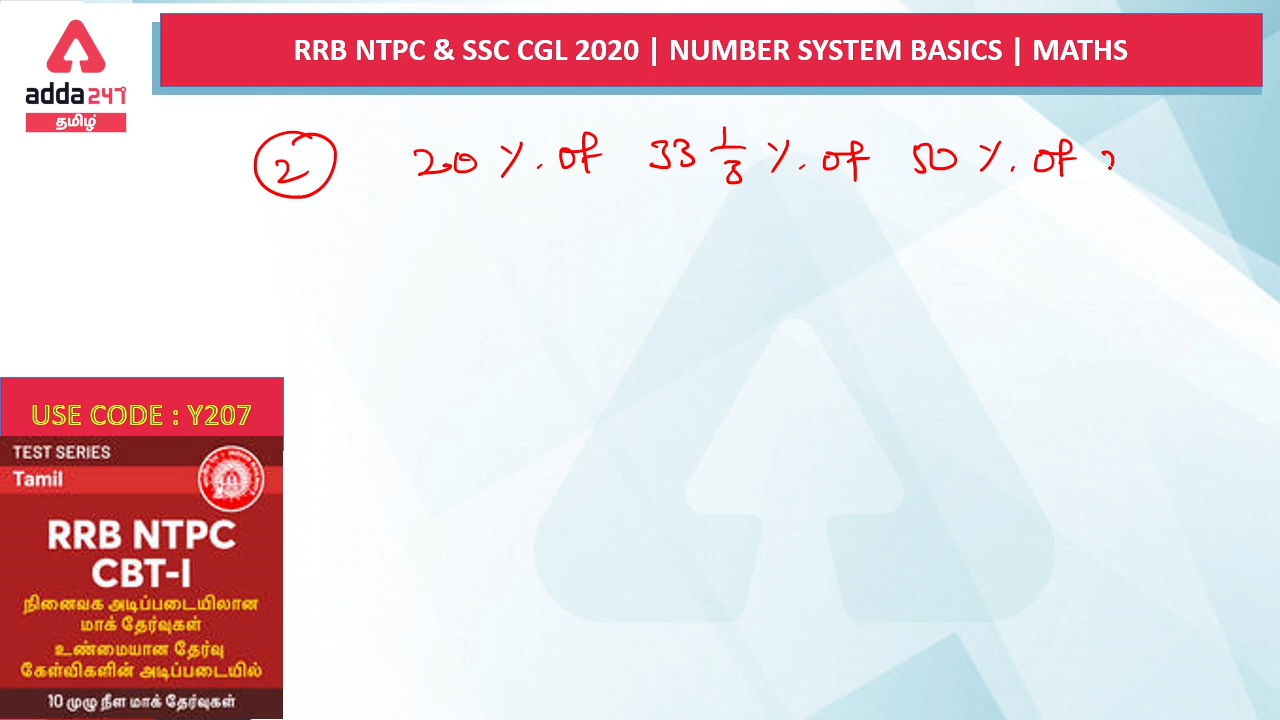 RRB NTPC & SSC CGL 2020 | NUMBER SYSTEM BASICS | MATHS
adda247
தமிழ்
2 20 %. of 33 1/3 %. of 50 %. of
USE CODE : Y207
TEST SERIES
Tamil
RRB NTPC
CBT-I
நினைவக அடிப்படையிலான
மாக் தேர்வுகள்
உண்மையான தேர்வு
கேள்விகளின் அடிப்படையில்
10 முழு நீள மாக் தேர்வுகள்